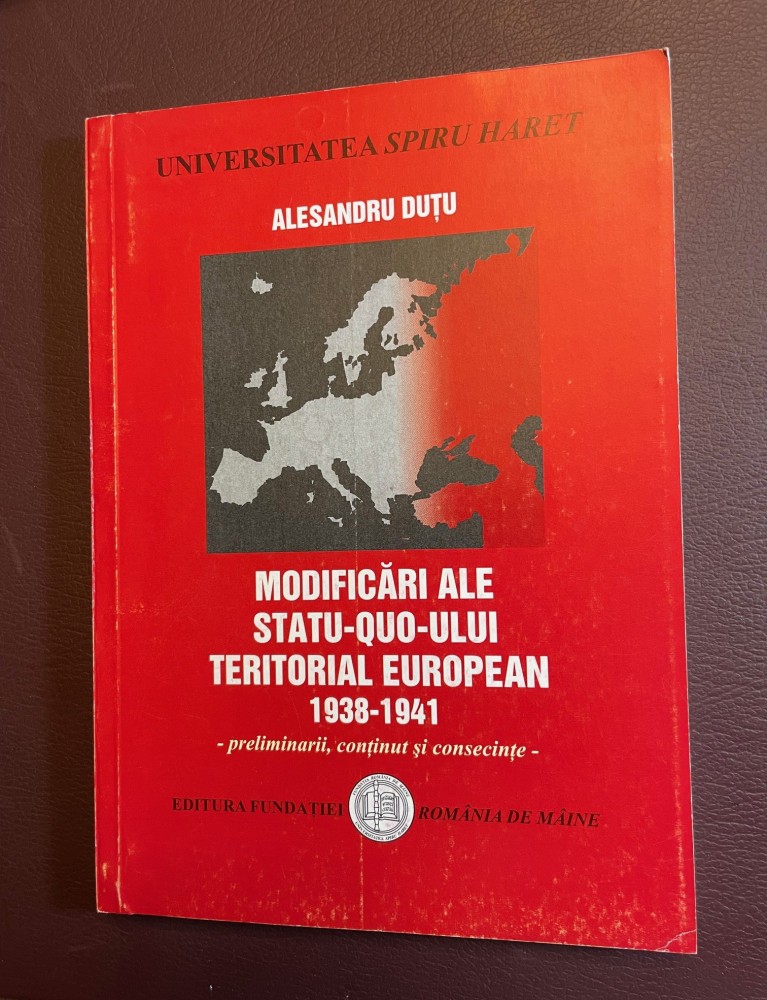 UNIVERSITATEA SPIRU HARET
ALESANDRU DUȚU
MODIFICĂRI ALE
STATU-QUO-ULUI
TERITORIAL EUROPEAN
1938-1941
- preliminarii, conținut și consecințe -
EDITURA FUNDAȚIEI ROMÂNIA DE MÂINE